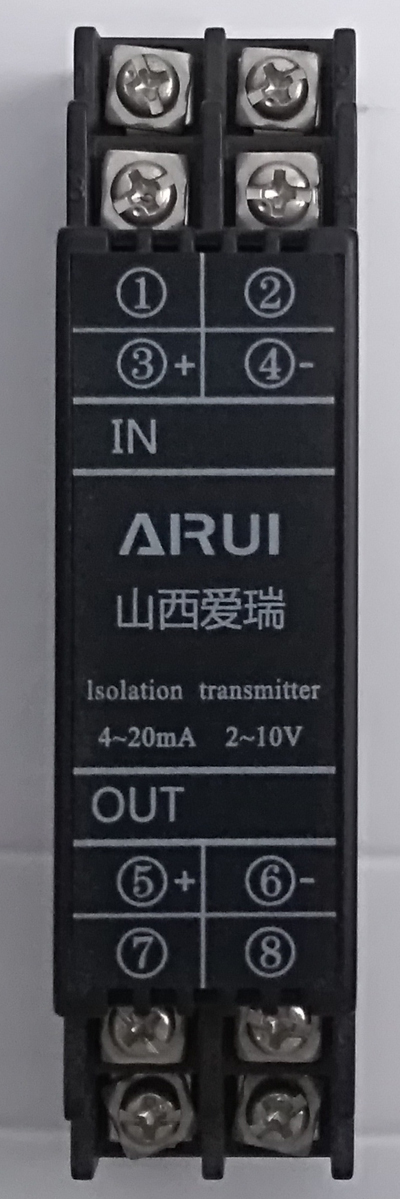 ① ②
③+ ④-
IN
AIRUI
山西爱瑞
Isolation transmitter
4~20mA 2~10V
OUT
⑤+ ⑥-
⑦ ⑧